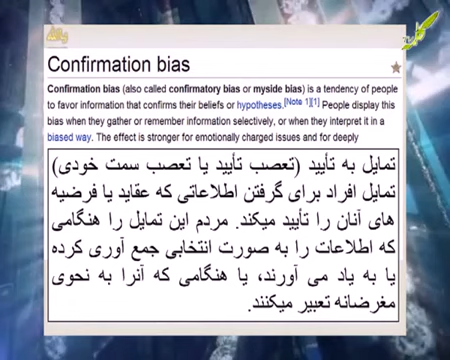 Confirmation bias
Confirmation bias (also called confirmatory bias or myside bias) is a tendency of people
to favor information that confirms their beliefs or hypotheses.[Note 1][1] People display this
bias when they gather or remember information selectively, or when they interpret it in a
biased way. The effect is stronger for emotionally charged issues and for deeply
تمایل به تأیید (تعصب تأیید یا تعصب سمت خودی)
تمایل افراد برای گرفتن اطلاعاتی که عقاید یا فرضیه
های آنان را تأیید میکند. مردم این تمایل را هنگامی
که اطلاعات را به صورت انتخابی جمع آوری کرده
یا به یاد می آورند، یا هنگامی که آنرا به نحوی
مغرضانه تعبیر میکنند.